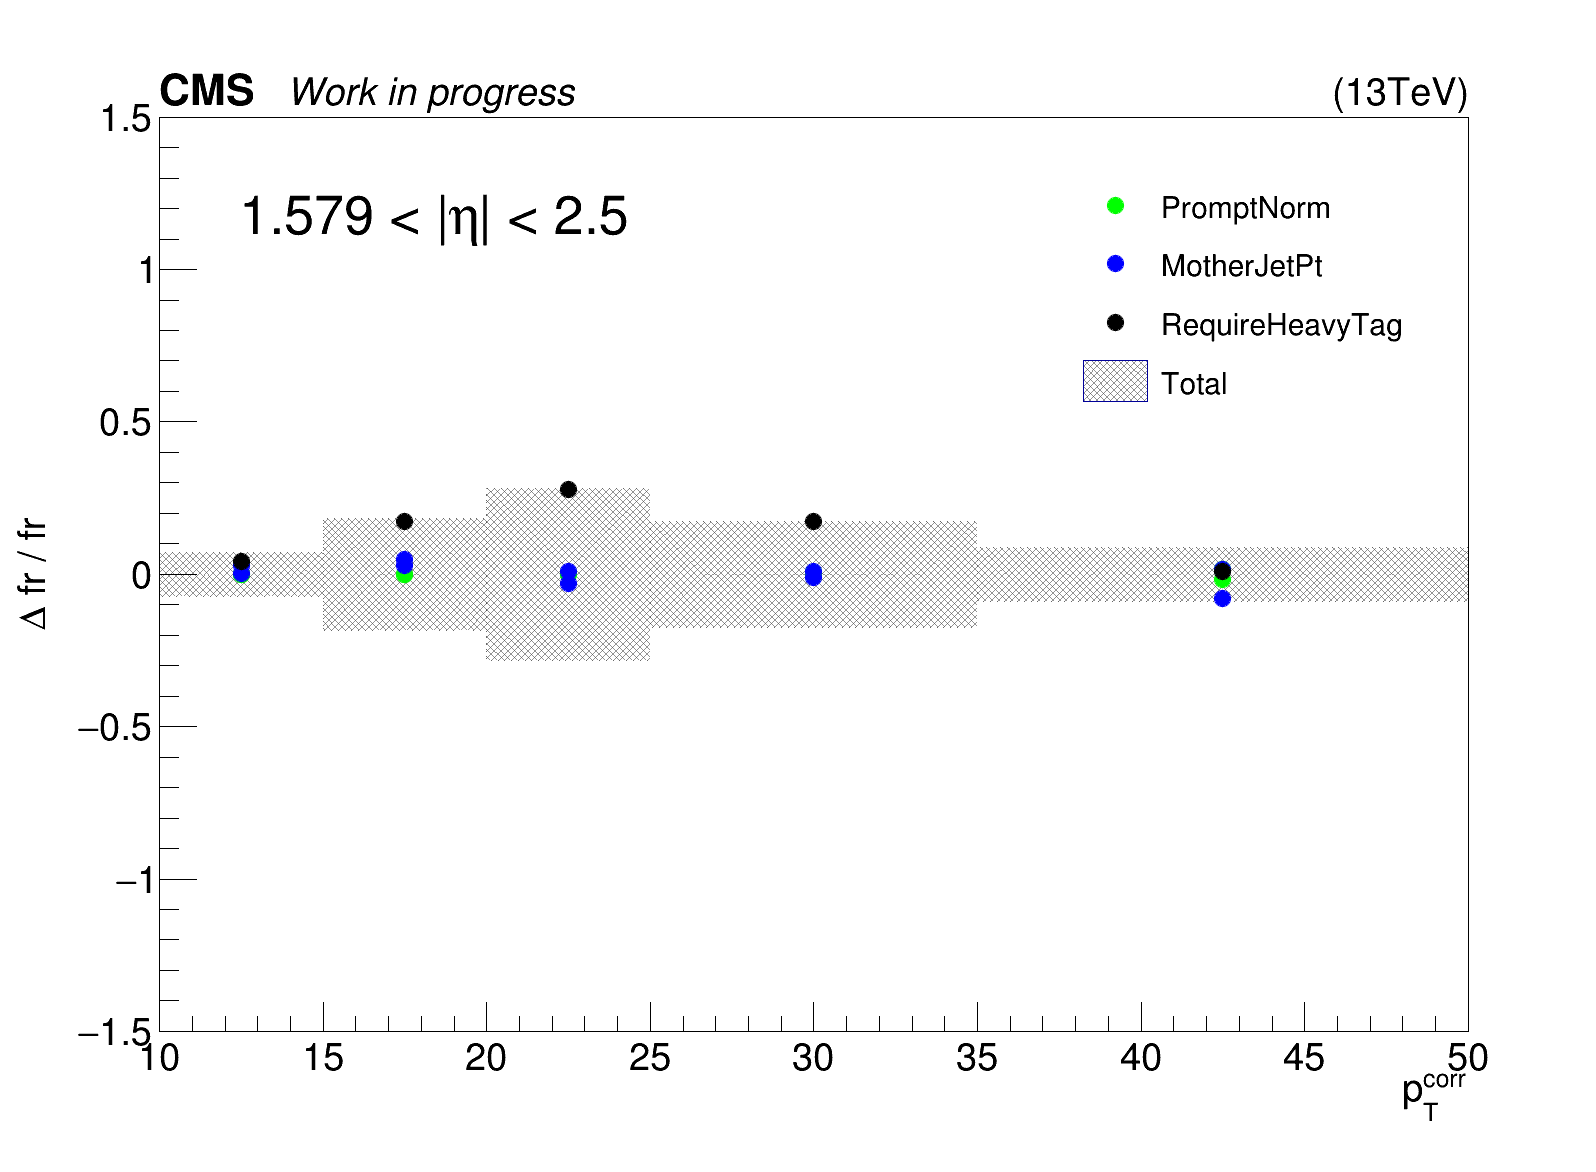 CMS Work in progress (13TeV)
1.579 < |η| < 2.5
PromptNorm
MotherJetPt
RequireHeavyTag
Total
Δ fr / fr
1.5
1
0.5
0
−0.5
−1
−1.5
10 15 20 25 30 35 40 45 50
p_T^corr